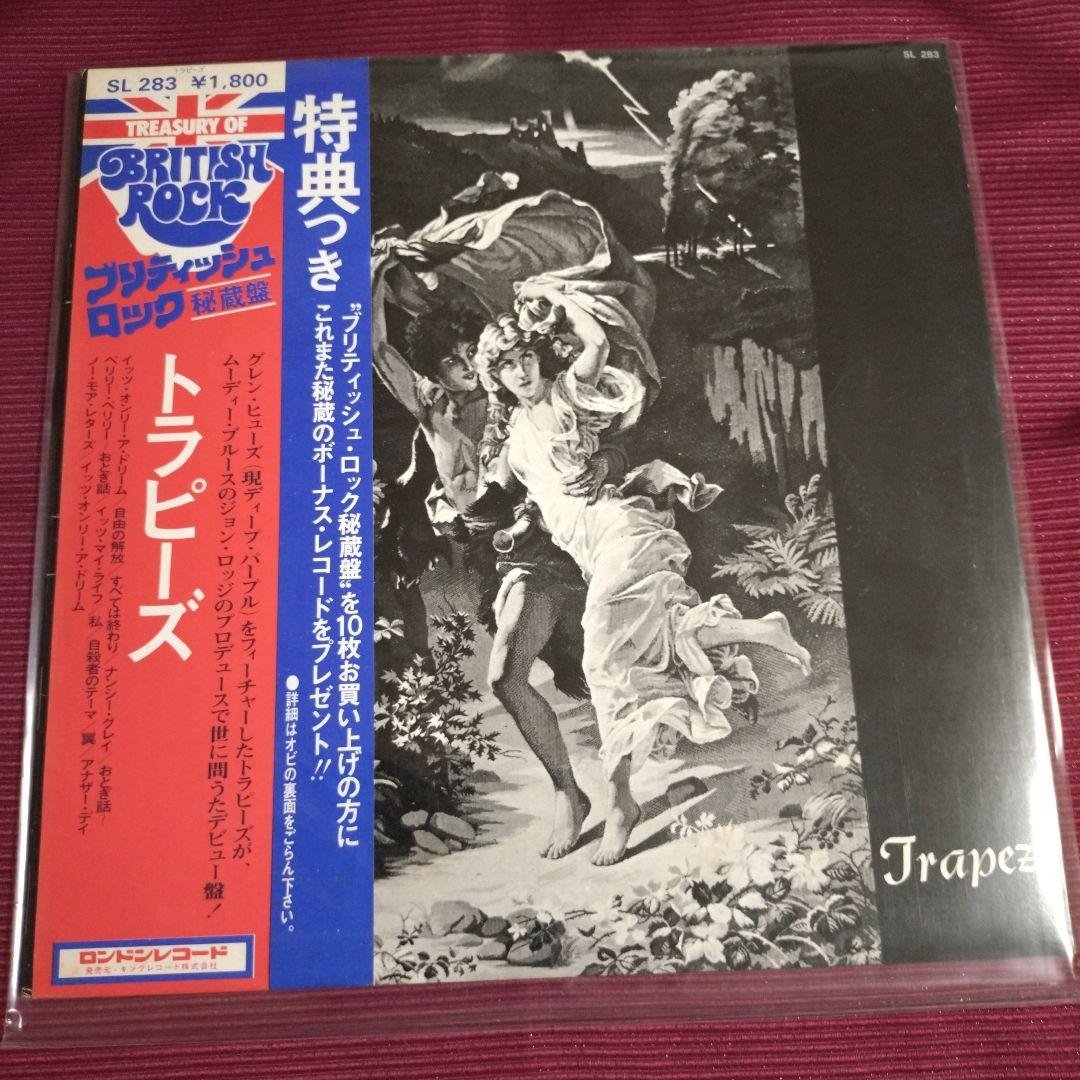 トラピーズ
SL 283 ¥1,800
TREASURY OF
BRITISH
ROCK
ブリティッシュ
ロック 秘蔵盤
特典つき
"ブリティッシュ・ロック秘蔵盤"を10枚お買い上げの方に
これまた秘蔵のボーナス・レコードをプレゼント!!
●詳細はオビの裏面をごらん下さい。
トラピーズ
グレン・ヒューズ(現ディープ・パープル)をフィーチャーしたトラピーズが、
ムーディー・ブルースのジョン・ロッジのプロデュースで世に問うたデビュー盤!
イッツ・オンリー・ア・ドリーム/自由の解放/すべては終わり/ナンシー・グレイ/おとぎ話〜
ベリリー・ベリリー/おとぎ話/イッツ・マイ・ライフ/私/自殺者のテーマ/翼/アナザー・デイ
ノー・モア・レターズ/イッツ・オンリー・ア・ドリーム
ロンドンレコード
発売元・キングレコード株式会社
SL 283
Trapez